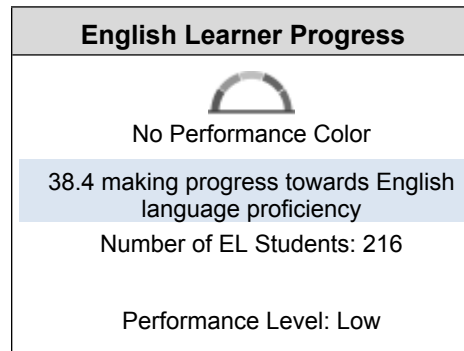 English Learner Progress
No Performance Color
38.4 making progress towards English
language proficiency
Number of EL Students: 216
Performance Level: Low